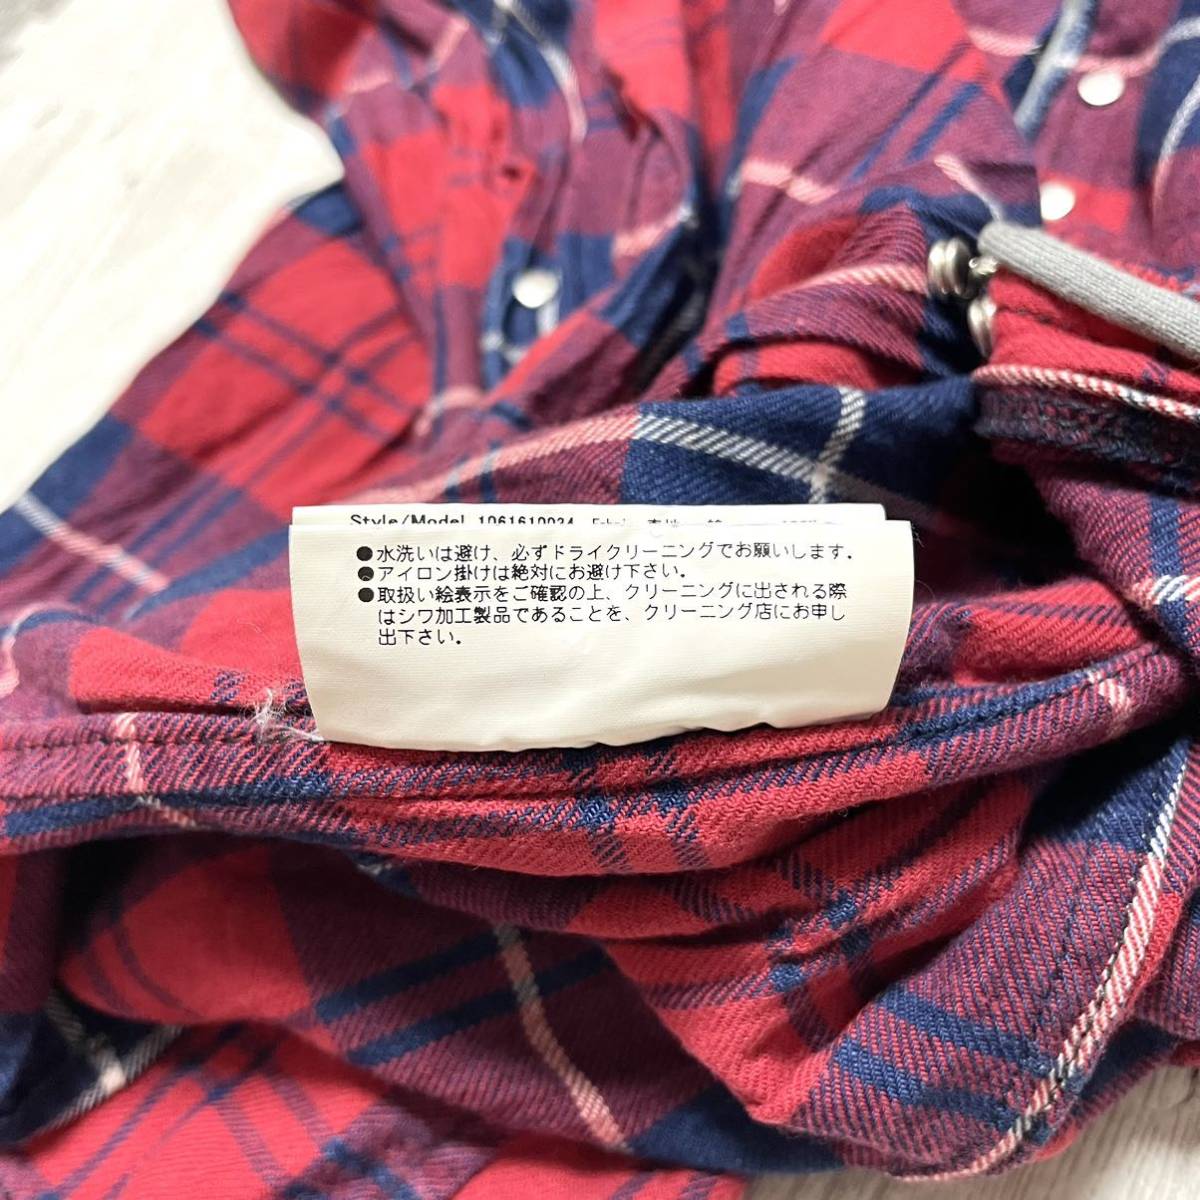 Style/Model 1061610034
●水洗いは避け、必ずドライクリーニングでお願いします。
●アイロン掛けは絶対にお避け下さい。
●取扱い絵表示をご確認の上、クリーニングに出される際
はシワ加工製品であることを、クリーニング店にお申し
出下さい。